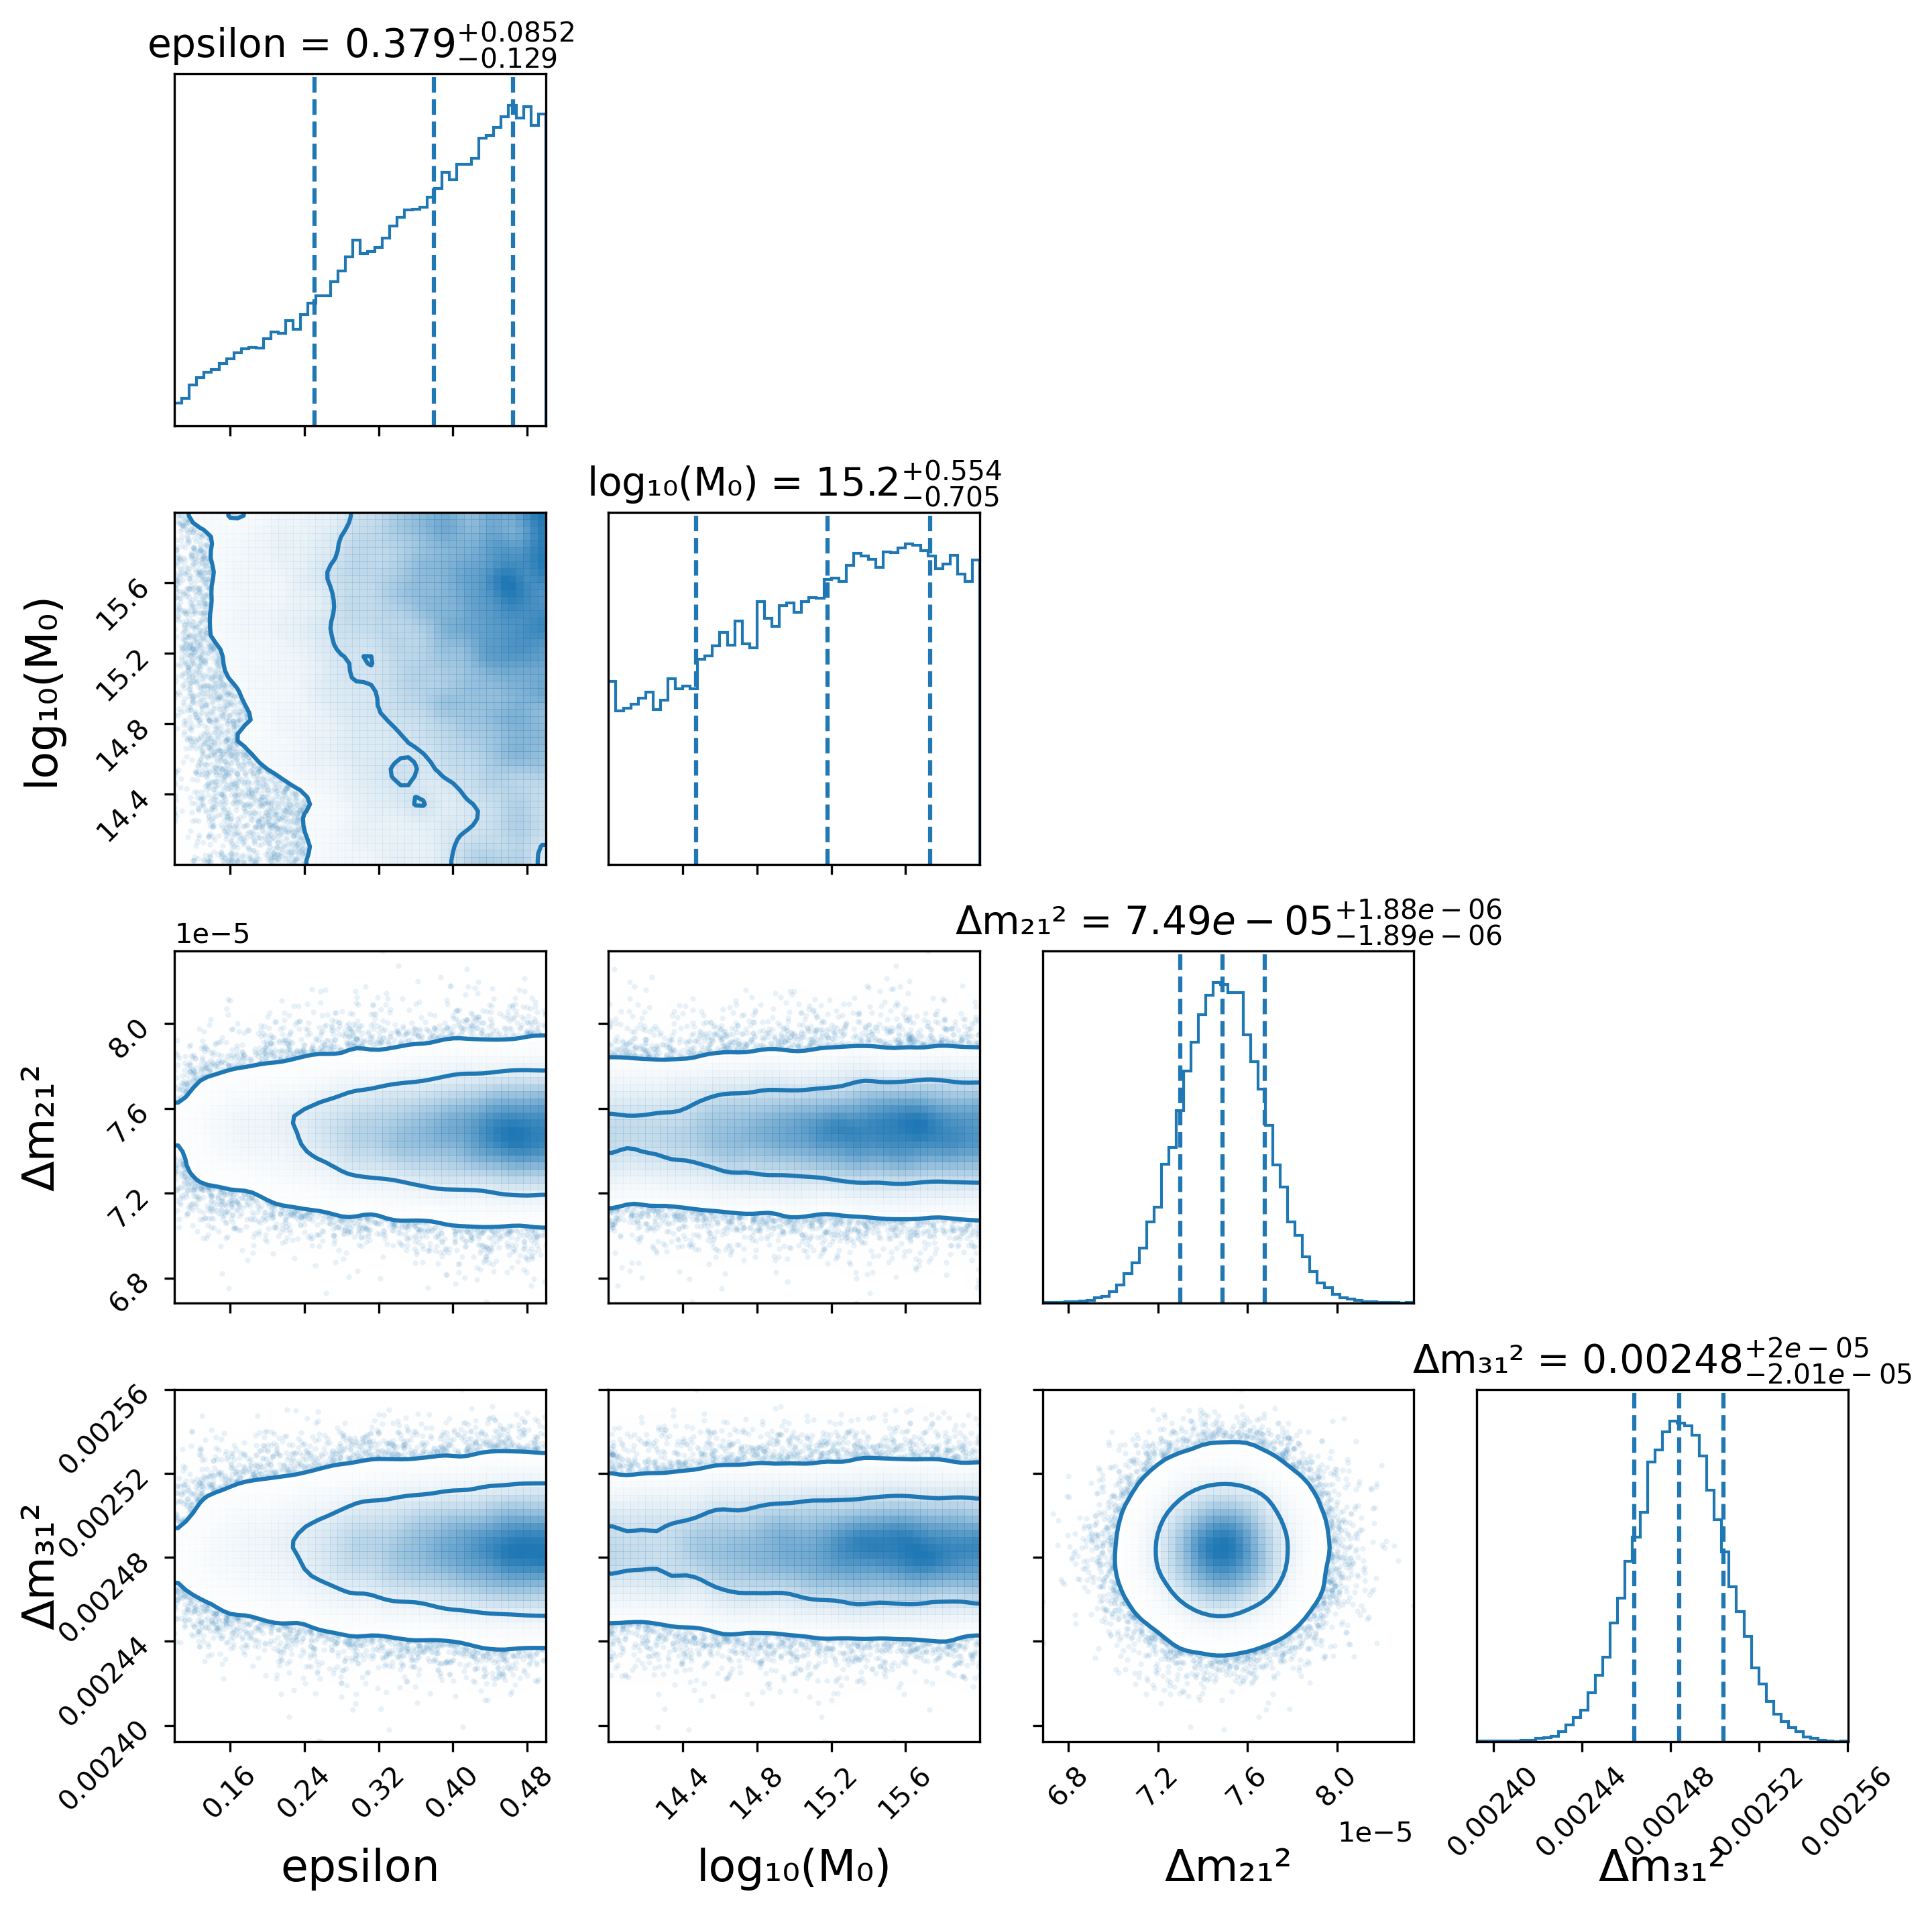 epsilon = 0.379 +0.0852 −0.129
log₁₀(M₀) = 15.2 +0.554 −0.705
log₁₀(M₀)
15.6
15.2
14.8
14.4
Δm₂₁² = 7.49e − 05 +1.88e − 06 −1.89e − 06
1e−5
Δm₂₁²
8.0
7.6
7.2
6.8
Δm₃₁² = 0.00248 +2e − 05 −2.01e − 05
Δm₃₁²
0.00256
0.00252
0.00248
0.00244
0.00240
0.16 0.24 0.32 0.40 0.48
14.4 14.8 15.2 15.6
6.8 7.2 7.6 8.0
1e−5
0.00240 0.00244 0.00248 0.00252 0.00256
epsilon
log₁₀(M₀)
Δm₂₁²
Δm₃₁²